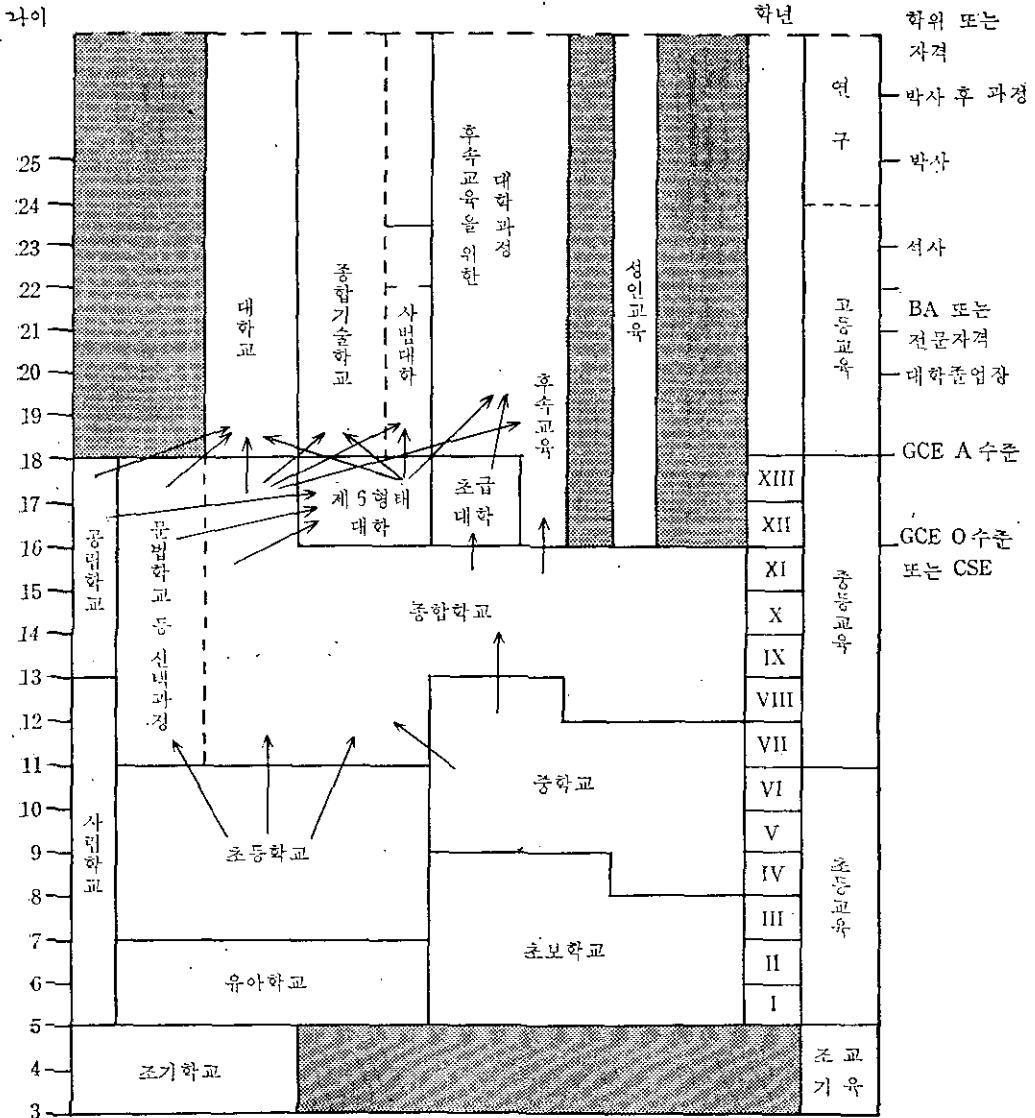 나이
학년
학위 또는
자격
연구
박사 후 과정
25
박사
24
후속교육을 위한
대학과정
23
석사
22
대학교
종합기술학교
사범대학
성인교육
고등교육
21
BA 또는
전문자격
20
대학졸업장
19
후속교육
18
GCE A 수준
XIII
제 6 형태
대학
초급
대학
17
XII
16
GCE O 수준
또는 CSE
공립학교
문법학교 등 선택과정
XI
15
종합학교
X
중등교육
14
IX
13
VIII
12
VII
11
중학교
VI
10
사립학교
V
9
초등학교
IV
초등교육
8
III
7
초보학교
II
유아학교
6
I
5
조기학교
조기
교육
4
3